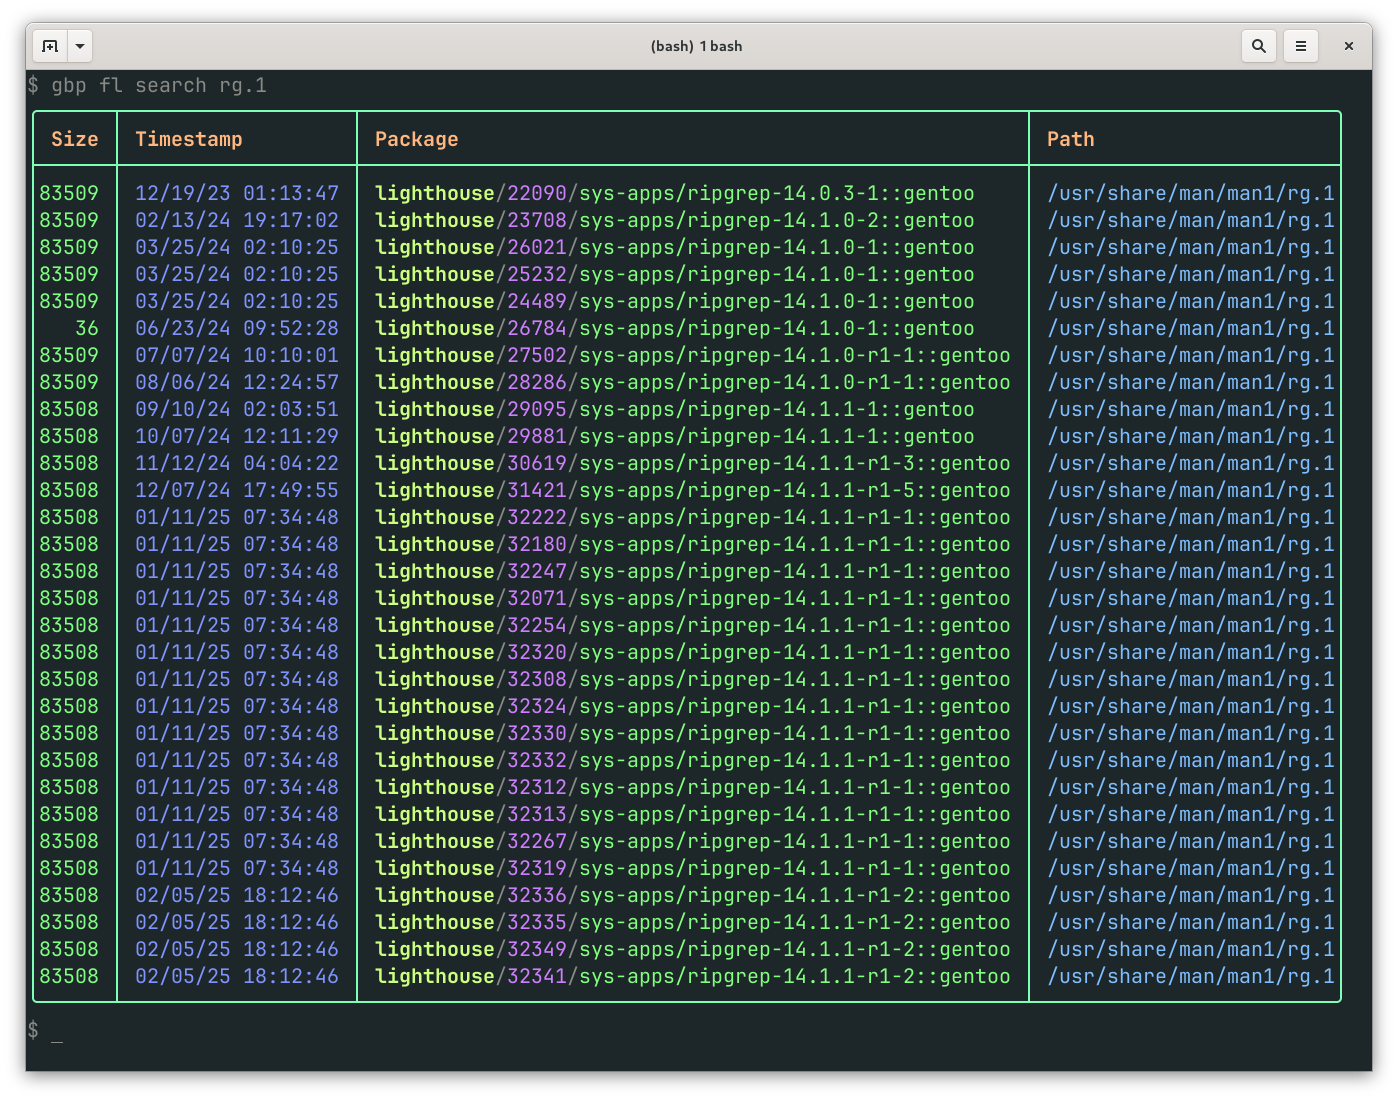 (bash) 1 bash
$ gbp fl search rg.1
Size Timestamp Package Path
83509 12/19/23 01:13:47 lighthouse/22090/sys-apps/ripgrep-14.0.3-1::gentoo /usr/share/man/man1/rg.1
83509 02/13/24 19:17:02 lighthouse/23708/sys-apps/ripgrep-14.1.0-2::gentoo /usr/share/man/man1/rg.1
83509 03/25/24 02:10:25 lighthouse/26021/sys-apps/ripgrep-14.1.0-1::gentoo /usr/share/man/man1/rg.1
83509 03/25/24 02:10:25 lighthouse/25232/sys-apps/ripgrep-14.1.0-1::gentoo /usr/share/man/man1/rg.1
83509 03/25/24 02:10:25 lighthouse/24489/sys-apps/ripgrep-14.1.0-1::gentoo /usr/share/man/man1/rg.1
36 06/23/24 09:52:28 lighthouse/26784/sys-apps/ripgrep-14.1.0-1::gentoo /usr/share/man/man1/rg.1
83509 07/07/24 10:10:01 lighthouse/27502/sys-apps/ripgrep-14.1.0-r1-1::gentoo /usr/share/man/man1/rg.1
83509 08/06/24 12:24:57 lighthouse/28286/sys-apps/ripgrep-14.1.0-r1-1::gentoo /usr/share/man/man1/rg.1
83508 09/10/24 02:03:51 lighthouse/29095/sys-apps/ripgrep-14.1.1-1::gentoo /usr/share/man/man1/rg.1
83508 10/07/24 12:11:29 lighthouse/29881/sys-apps/ripgrep-14.1.1-1::gentoo /usr/share/man/man1/rg.1
83508 11/12/24 04:04:22 lighthouse/30619/sys-apps/ripgrep-14.1.1-r1-3::gentoo /usr/share/man/man1/rg.1
83508 12/07/24 17:49:55 lighthouse/31421/sys-apps/ripgrep-14.1.1-r1-5::gentoo /usr/share/man/man1/rg.1
83508 01/11/25 07:34:48 lighthouse/32222/sys-apps/ripgrep-14.1.1-r1-1::gentoo /usr/share/man/man1/rg.1
83508 01/11/25 07:34:48 lighthouse/32180/sys-apps/ripgrep-14.1.1-r1-1::gentoo /usr/share/man/man1/rg.1
83508 01/11/25 07:34:48 lighthouse/32247/sys-apps/ripgrep-14.1.1-r1-1::gentoo /usr/share/man/man1/rg.1
83508 01/11/25 07:34:48 lighthouse/32071/sys-apps/ripgrep-14.1.1-r1-1::gentoo /usr/share/man/man1/rg.1
83508 01/11/25 07:34:48 lighthouse/32254/sys-apps/ripgrep-14.1.1-r1-1::gentoo /usr/share/man/man1/rg.1
83508 01/11/25 07:34:48 lighthouse/32320/sys-apps/ripgrep-14.1.1-r1-1::gentoo /usr/share/man/man1/rg.1
83508 01/11/25 07:34:48 lighthouse/32308/sys-apps/ripgrep-14.1.1-r1-1::gentoo /usr/share/man/man1/rg.1
83508 01/11/25 07:34:48 lighthouse/32324/sys-apps/ripgrep-14.1.1-r1-1::gentoo /usr/share/man/man1/rg.1
83508 01/11/25 07:34:48 lighthouse/32330/sys-apps/ripgrep-14.1.1-r1-1::gentoo /usr/share/man/man1/rg.1
83508 01/11/25 07:34:48 lighthouse/32332/sys-apps/ripgrep-14.1.1-r1-1::gentoo /usr/share/man/man1/rg.1
83508 01/11/25 07:34:48 lighthouse/32312/sys-apps/ripgrep-14.1.1-r1-1::gentoo /usr/share/man/man1/rg.1
83508 01/11/25 07:34:48 lighthouse/32313/sys-apps/ripgrep-14.1.1-r1-1::gentoo /usr/share/man/man1/rg.1
83508 01/11/25 07:34:48 lighthouse/32267/sys-apps/ripgrep-14.1.1-r1-1::gentoo /usr/share/man/man1/rg.1
83508 01/11/25 07:34:48 lighthouse/32319/sys-apps/ripgrep-14.1.1-r1-1::gentoo /usr/share/man/man1/rg.1
83508 02/05/25 18:12:46 lighthouse/32336/sys-apps/ripgrep-14.1.1-r1-2::gentoo /usr/share/man/man1/rg.1
83508 02/05/25 18:12:46 lighthouse/32335/sys-apps/ripgrep-14.1.1-r1-2::gentoo /usr/share/man/man1/rg.1
83508 02/05/25 18:12:46 lighthouse/32349/sys-apps/ripgrep-14.1.1-r1-2::gentoo /usr/share/man/man1/rg.1
83508 02/05/25 18:12:46 lighthouse/32341/sys-apps/ripgrep-14.1.1-r1-2::gentoo /usr/share/man/man1/rg.1
$ _